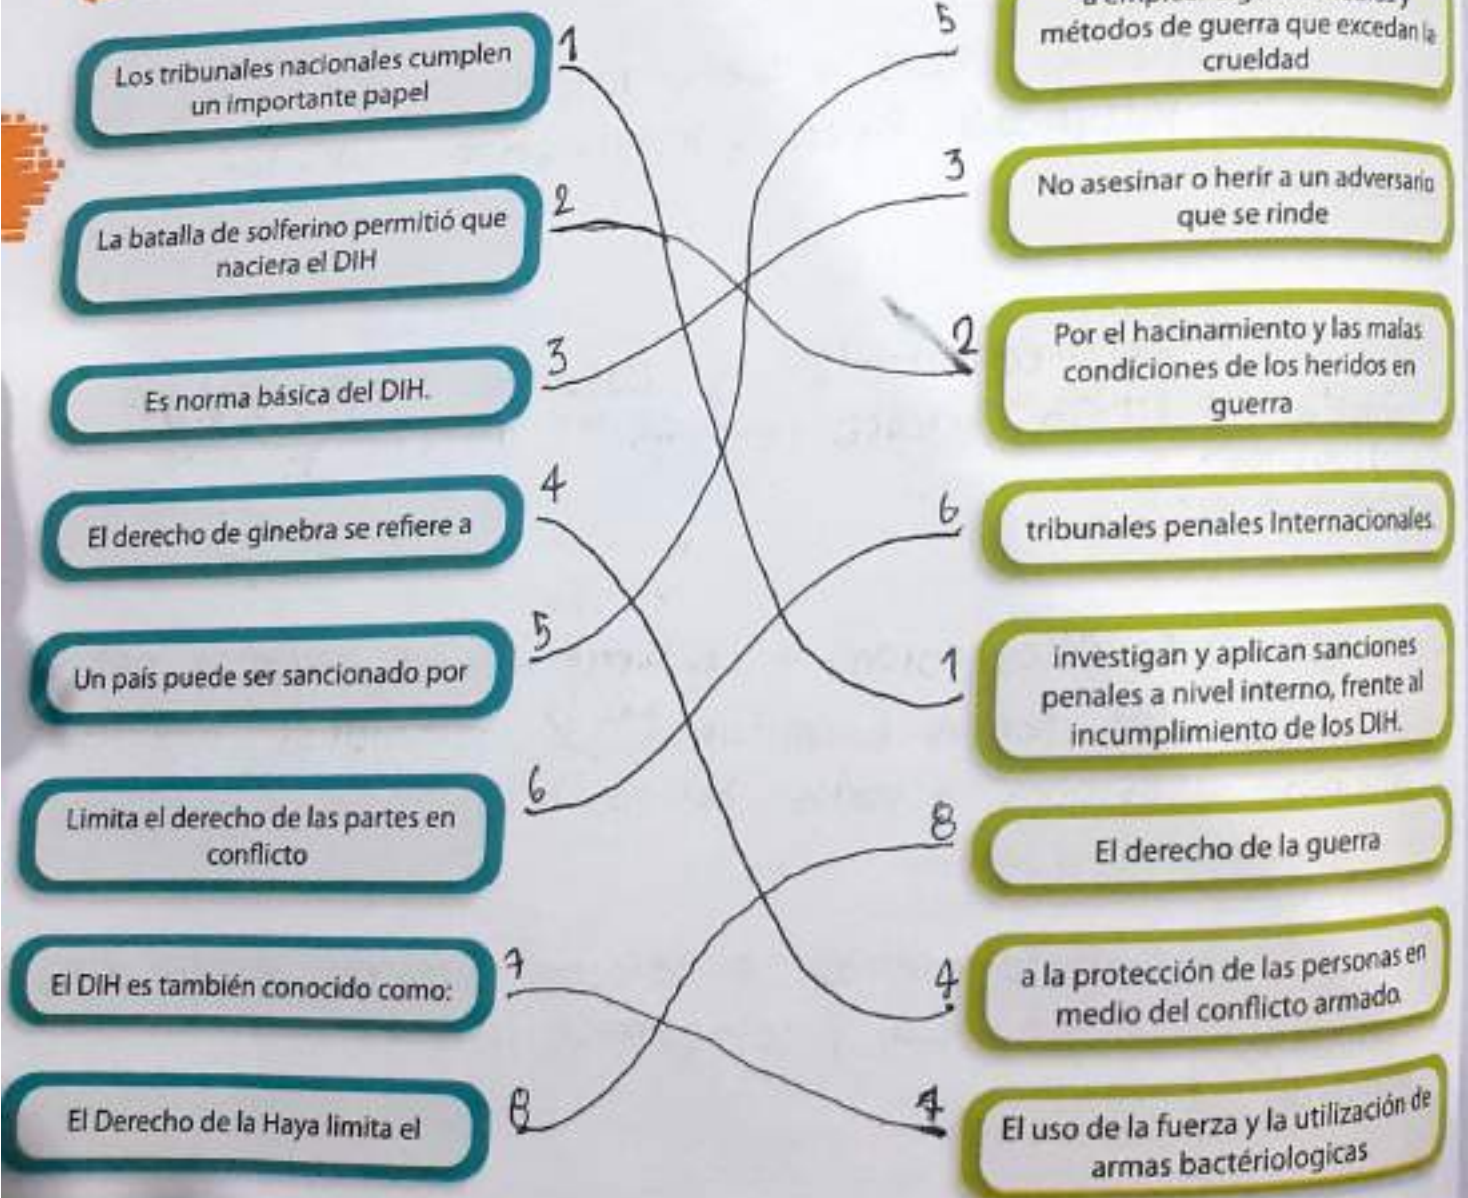 Los tribunales nacionales cumplen
un importante papel
1
La batalla de solferino permitió que
naciera el DIH
2
Es norma básica del DIH.
3
El derecho de ginebra se refiere a
4
Un país puede ser sancionado por
5
Limita el derecho de las partes en
conflicto
6
El DIH es también conocido como:
7
El Derecho de la Haya limita el
8
5
métodos de guerra que excedan la
crueldad
3
No asesinar o herir a un adversario
que se rinde
2
Por el hacinamiento y las malas
condiciones de los heridos en
guerra
6
tribunales penales Internacionales.
1
investigan y aplican sanciones
penales a nivel interno, frente al
incumplimiento de los DIH.
8
El derecho de la guerra
4
a la protección de las personas en
medio del conflicto armado.
7
El uso de la fuerza y la utilización de
armas bactériologicas